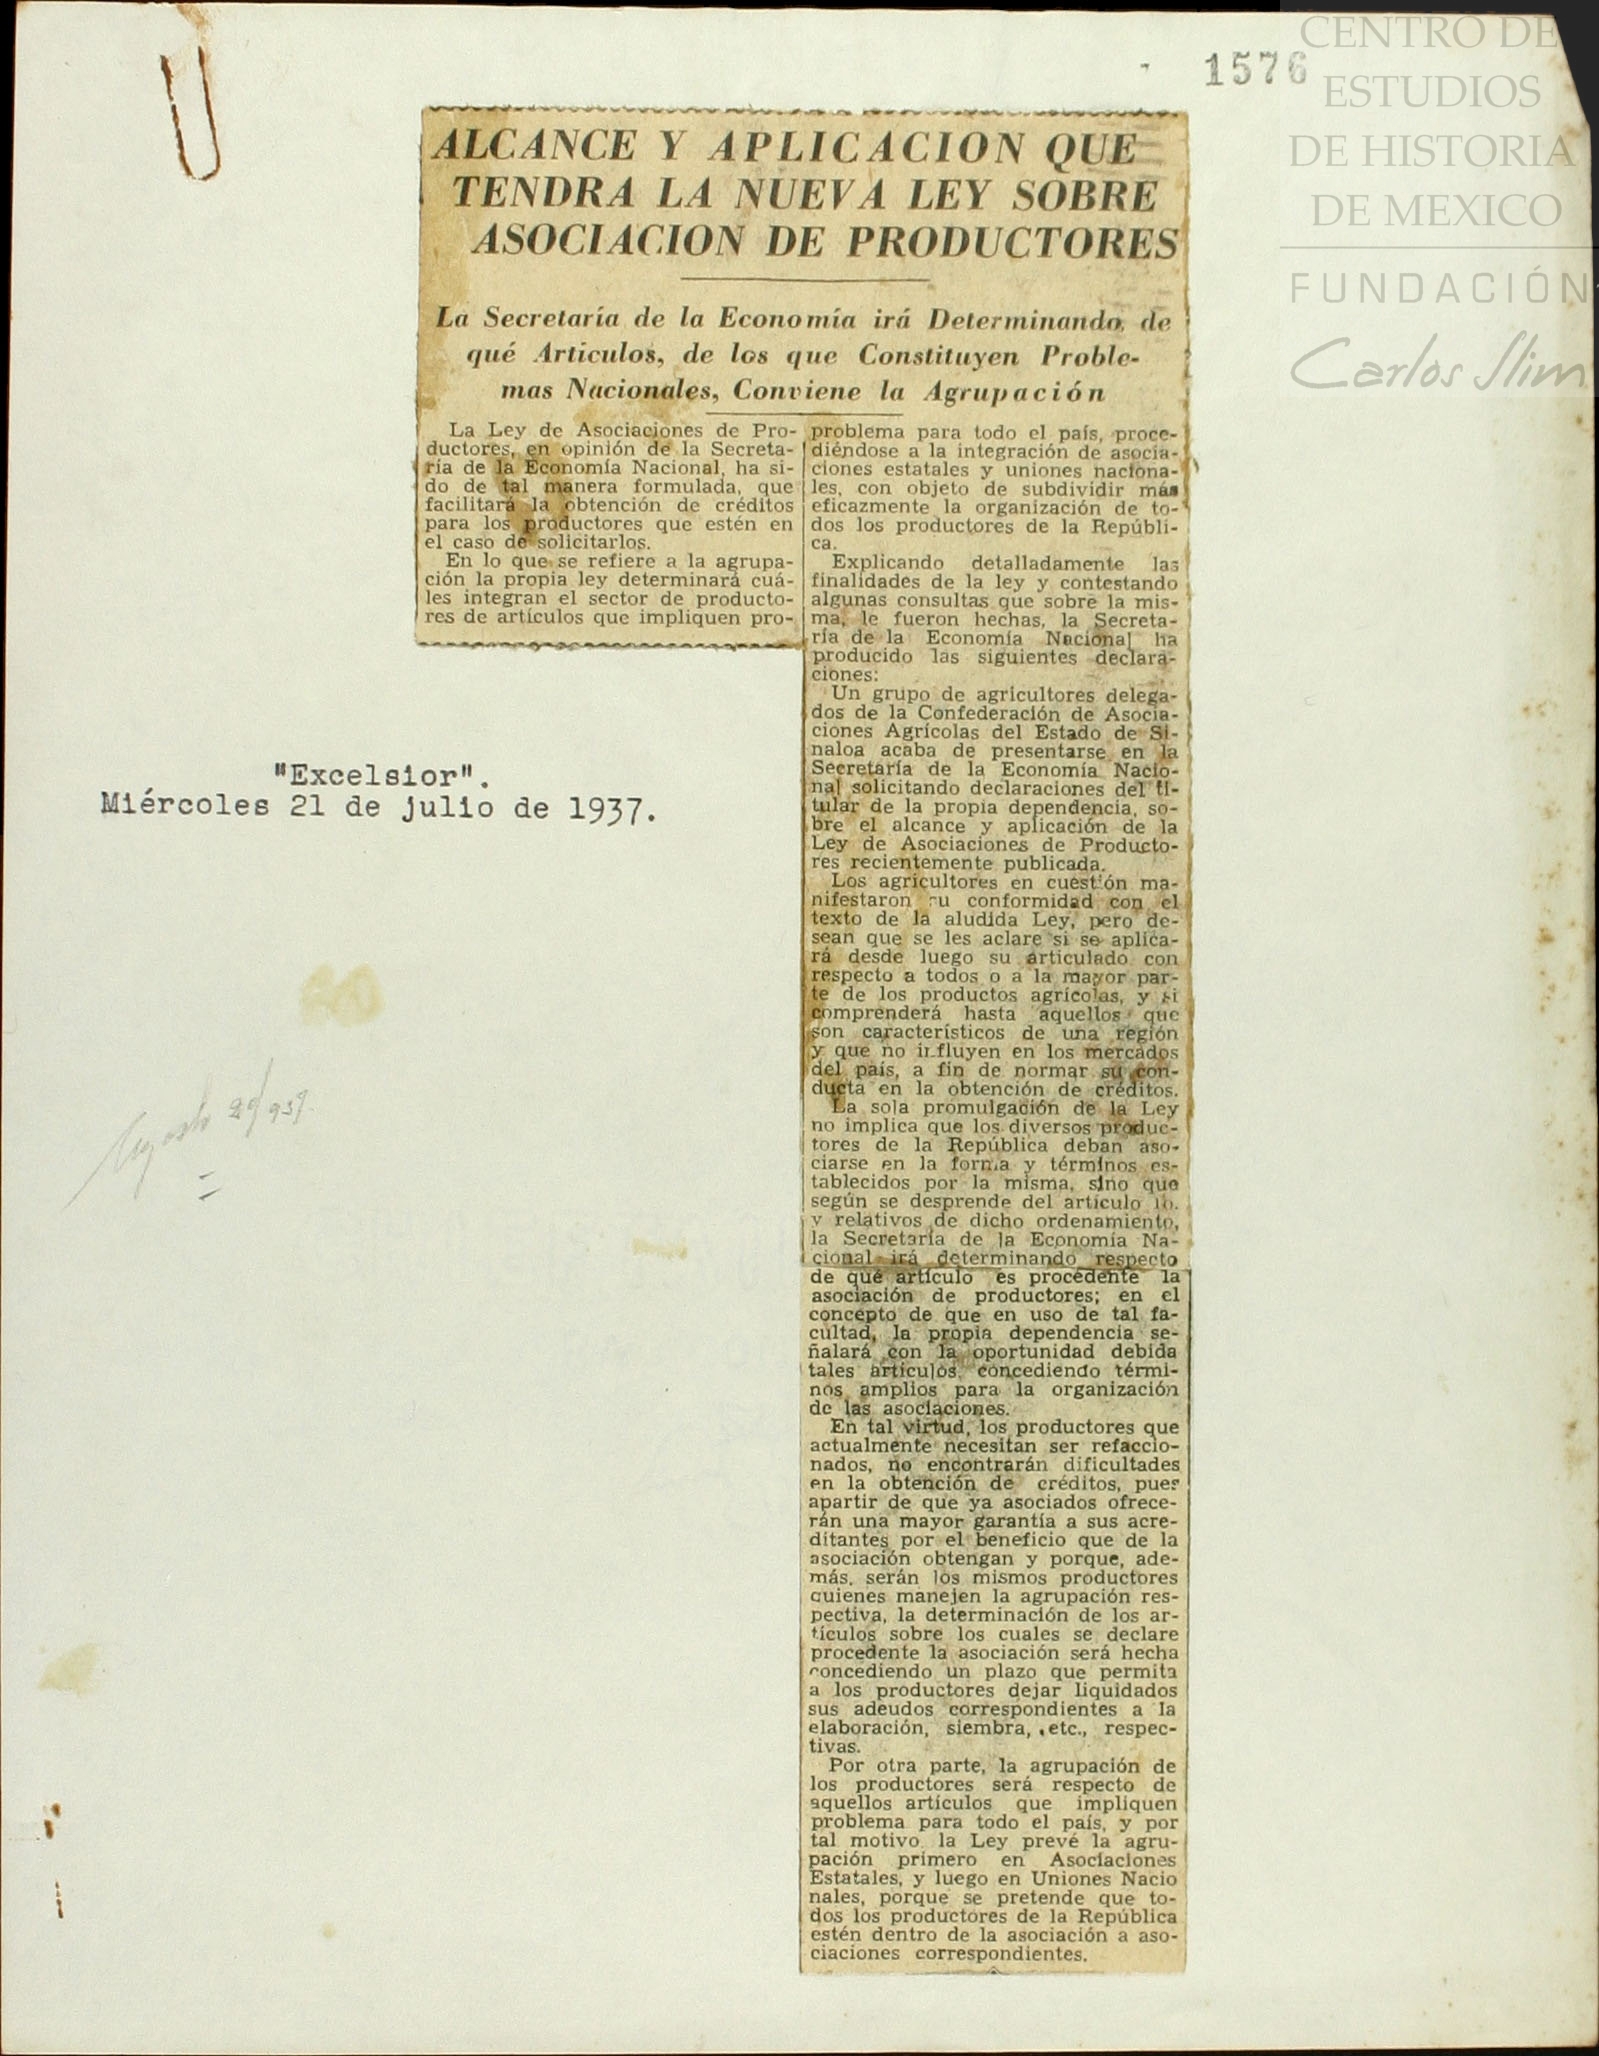 CENTRO DE
ESTUDIOS
DE HISTORIA
DE MEXICO
FUNDACIÓN
Carlos Slim
1576
ALCANCE Y APLICACION QUE
TENDRA LA NUEVA LEY SOBRE
ASOCIACION DE PRODUCTORES
La Secretaría de la Economía irá Determinando, de
qué Artículos, de los que Constituyen Proble-
mas Nacionales, Conviene la Agrupación
La Ley de Asociaciones de Pro-
ductores, en opinión de la Secreta-
ría de la Economía Nacional, ha si-
do de tal manera formulada, que
facilitará la obtención de créditos
para los productores que estén en
el caso de solicitarlos.
En lo que se refiere a la agrupa-
ción la propia ley determinará cuá-
les integran el sector de producto-
res de artículos que impliquen pro-
problema para todo el país, proce-
diéndose a la integración de asocia-
ciones estatales y uniones naciona-
les, con objeto de subdividir más
eficazmente la organización de to-
dos los productores de la Repúbli-
ca.
Explicando detalladamente las
finalidades de la ley y contestando
algunas consultas que sobre la mis-
ma, le fueron hechas, la Secreta-
ría de la Economía Nacional ha
producido las siguientes declara-
ciones:
Un grupo de agricultores delega-
dos de la Confederación de Asocia-
ciones Agrícolas del Estado de Si-
naloa acaba de presentarse en la
Secretaría de la Economía Nacio-
nal solicitando declaraciones del ti-
tular de la propia dependencia, so-
bre el alcance y aplicación de la
Ley de Asociaciones de Producto-
res recientemente publicada.
Los agricultores en cuestión ma-
nifestaron su conformidad con el
texto de la aludida Ley, pero de-
sean que se les aclare si se aplica-
rá desde luego su articulado con
respecto a todos o a la mayor par-
te de los productos agrícolas, y si
comprenderá hasta aquellos que
son característicos de una región
y que no influyen en los mercados
del país, a fin de normar su con-
ducta en la obtención de créditos.
La sola promulgación de la Ley
no implica que los diversos produc-
tores de la República deban aso-
ciarse en la forma y términos es-
tablecidos por la misma, sino que
según se desprende del artículo 1o.
y relativos de dicho ordenamiento,
la Secretaría de la Economía Na-
cional irá determinando respecto
de qué artículo es procedente la
asociación de productores; en el
concepto de que en uso de tal fa-
cultad, la propia dependencia se-
ñalará con la oportunidad debida
tales artículos, concediendo térmi-
nos amplios para la organización
de las asociaciones.
En tal virtud, los productores que
actualmente necesitan ser refaccio-
nados, no encontrarán dificultades
en la obtención de créditos, pues
apartir de que ya asociados ofrece-
rán una mayor garantía a sus acre-
ditantes por el beneficio que de la
asociación obtengan y porque, ade-
más, serán los mismos productores
quienes manejen la agrupación res-
pectiva, la determinación de los ar-
tículos sobre los cuales se declare
procedente la asociación será hecha
concediendo un plazo que permita
a los productores dejar liquidados
sus adeudos correspondientes a la
elaboración, siembra, etc., respec-
tivas.
Por otra parte, la agrupación de
los productores será respecto de
aquellos artículos que impliquen
problema para todo el país, y por
tal motivo la Ley prevé la agru-
pación primero en Asociaciones
Estatales, y luego en Uniones Nacio
nales, porque se pretende que to-
dos los productores de la República
estén dentro de la asociación a aso-
ciaciones correspondientes.
"Excelsior".
Miércoles 21 de julio de 1937.
Agosto 29/937.